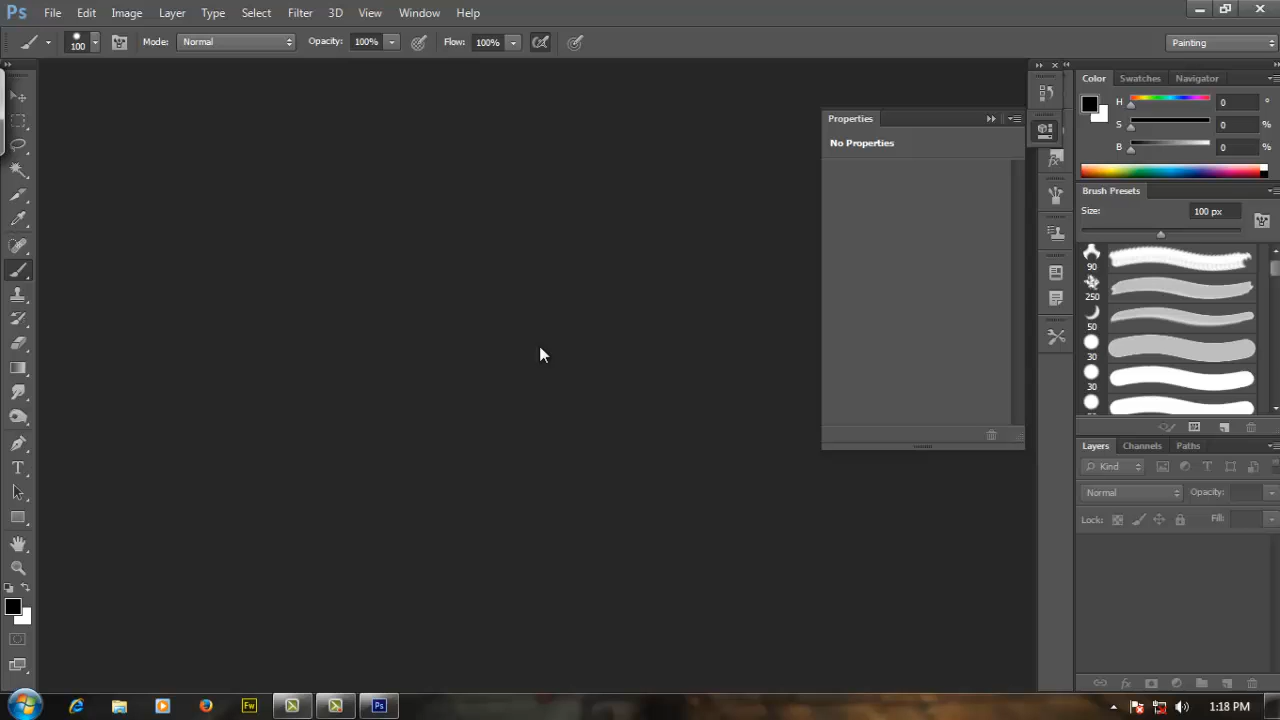 Ps File Edit Image Layer Type Select Filter 3D View Window Help
100 Mode: Normal Opacity: 100% Flow: 100% Painting
Color Swatches Navigator
H 0 °
S 0 %
B 0 %
Properties
No Properties
Brush Presets
Size: 100 px
90
250
50
30
30
Layers Channels Paths
Kind
Normal Opacity:
Lock: Fill:
Fw Ps 1:18 PM